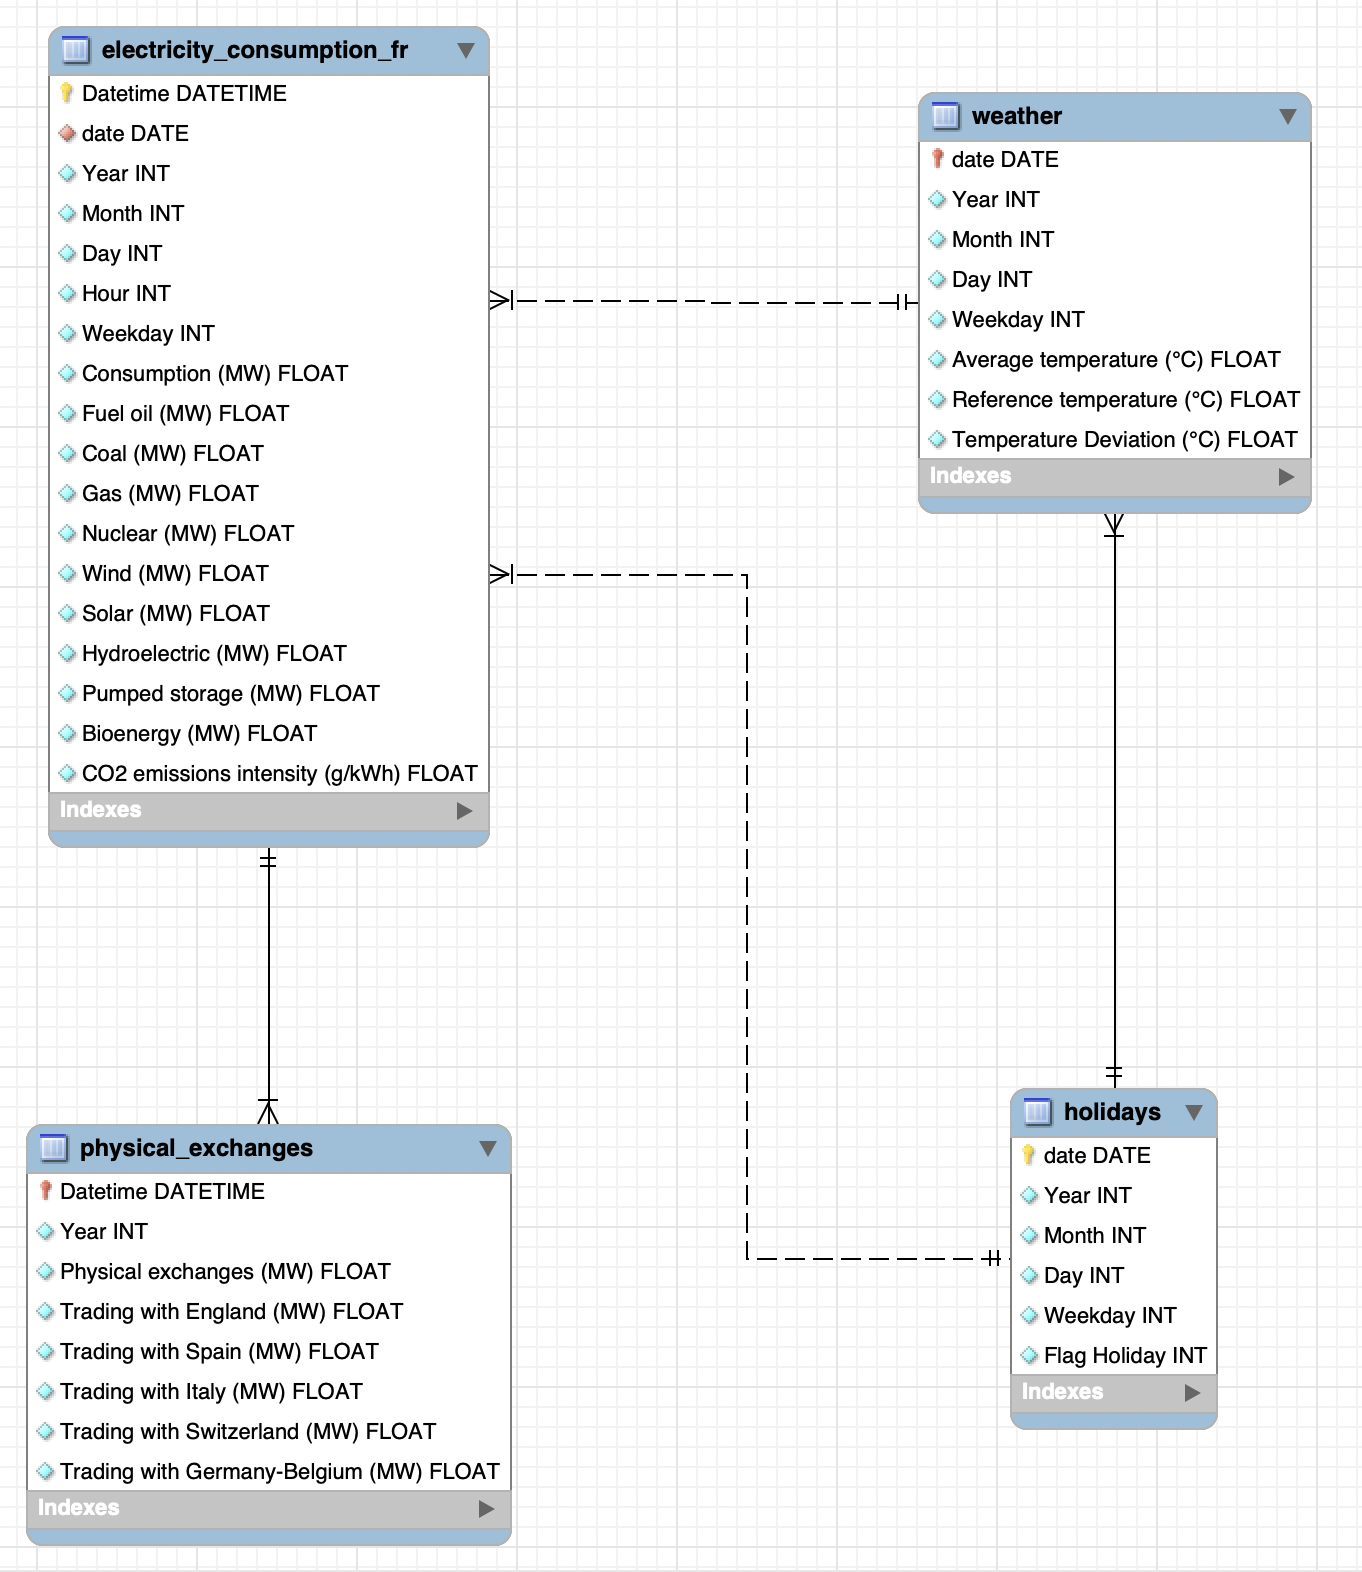 electricity_consumption_fr
Datetime DATETIME
date DATE
Year INT
Month INT
Day INT
Hour INT
Weekday INT
Consumption (MW) FLOAT
Fuel oil (MW) FLOAT
Coal (MW) FLOAT
Gas (MW) FLOAT
Nuclear (MW) FLOAT
Wind (MW) FLOAT
Solar (MW) FLOAT
Hydroelectric (MW) FLOAT
Pumped storage (MW) FLOAT
Bioenergy (MW) FLOAT
CO2 emissions intensity (g/kWh) FLOAT
Indexes
weather
date DATE
Year INT
Month INT
Day INT
Weekday INT
Average temperature (°C) FLOAT
Reference temperature (°C) FLOAT
Temperature Deviation (°C) FLOAT
Indexes
physical_exchanges
Datetime DATETIME
Year INT
Physical exchanges (MW) FLOAT
Trading with England (MW) FLOAT
Trading with Spain (MW) FLOAT
Trading with Italy (MW) FLOAT
Trading with Switzerland (MW) FLOAT
Trading with Germany-Belgium (MW) FLOAT
Indexes
holidays
date DATE
Year INT
Month INT
Day INT
Weekday INT
Flag Holiday INT
Indexes